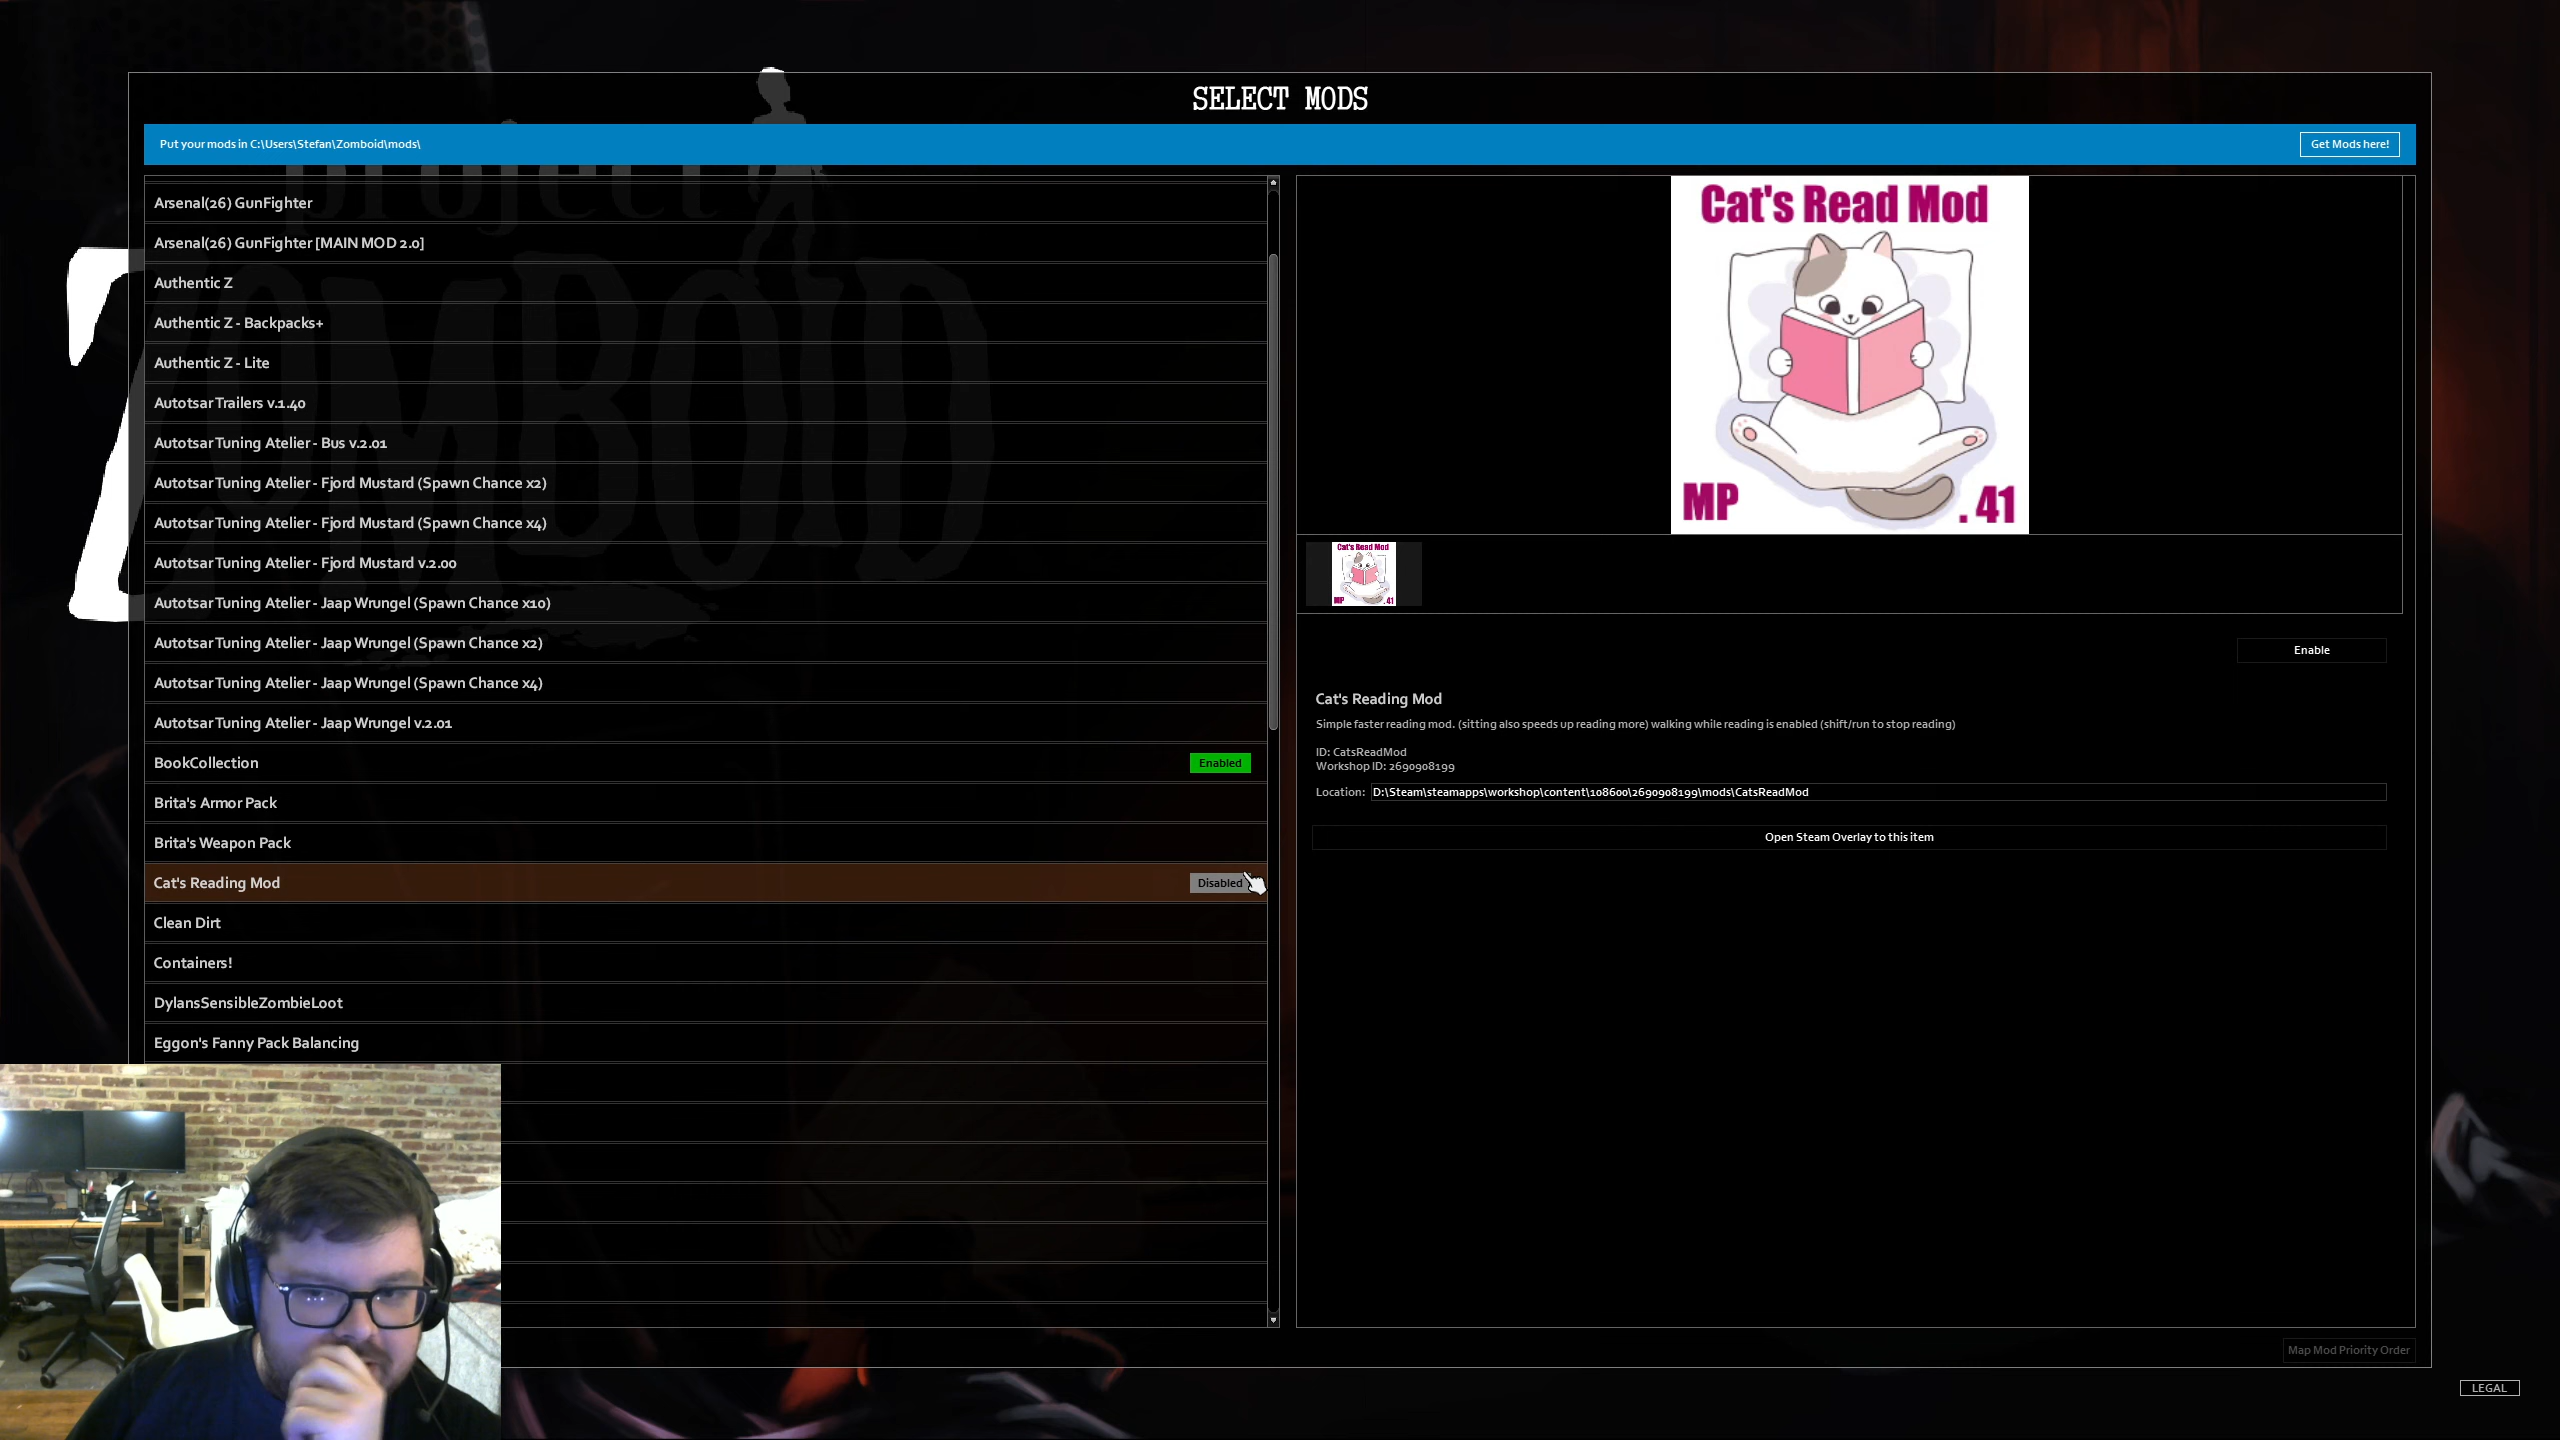 SELECT MODS
Put your mods in C:\Users\Stefan\Zomboid\mods\
Get Mods here!
project
ZOMBOID
Arsenal(26) GunFighter
Arsenal(26) GunFighter [MAIN MOD 2.0]
Authentic Z
Authentic Z - Backpacks+
Authentic Z - Lite
Autotsar Trailers v.1.40
Autotsar Tuning Atelier - Bus v.2.01
Autotsar Tuning Atelier - Fjord Mustard (Spawn Chance x2)
Autotsar Tuning Atelier - Fjord Mustard (Spawn Chance x4)
Autotsar Tuning Atelier - Fjord Mustard v.2.00
Autotsar Tuning Atelier - Jaap Wrungel (Spawn Chance x10)
Autotsar Tuning Atelier - Jaap Wrungel (Spawn Chance x2)
Autotsar Tuning Atelier - Jaap Wrungel (Spawn Chance x4)
Autotsar Tuning Atelier - Jaap Wrungel v.2.01
BookCollection Enabled
Brita's Armor Pack
Brita's Weapon Pack
Cat's Reading Mod Disabled
Clean Dirt
Containers!
DylansSensibleZombieLoot
Eggon's Fanny Pack Balancing
Cat's Read Mod
MP .41
Cat's Read Mod
MP .41
Enable
Cat's Reading Mod
Simple faster reading mod. (sitting also speeds up reading more) walking while reading is enabled (shift/run to stop reading)
ID: CatsReadMod
Workshop ID: 2690908199
Location: D:\Steam\steamapps\workshop\content\108600\2690908199\mods\CatsReadMod
Open Steam Overlay to this item
Map Mod Priority Order
LEGAL